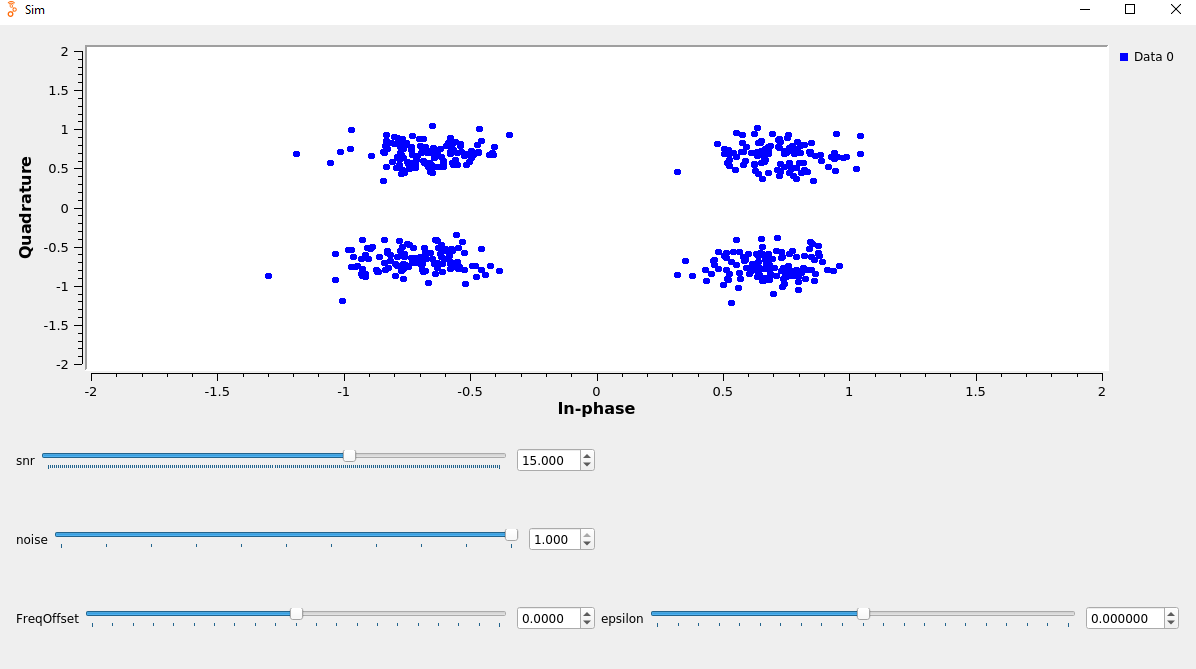 Sim
Data 0
2
1.5
1
0.5
0
-0.5
-1
-1.5
-2
Quadrature
-2 -1.5 -1 -0.5 0 0.5 1 1.5 2
In-phase
snr 15.000
noise 1.000
FreqOffset 0.0000 epsilon 0.000000